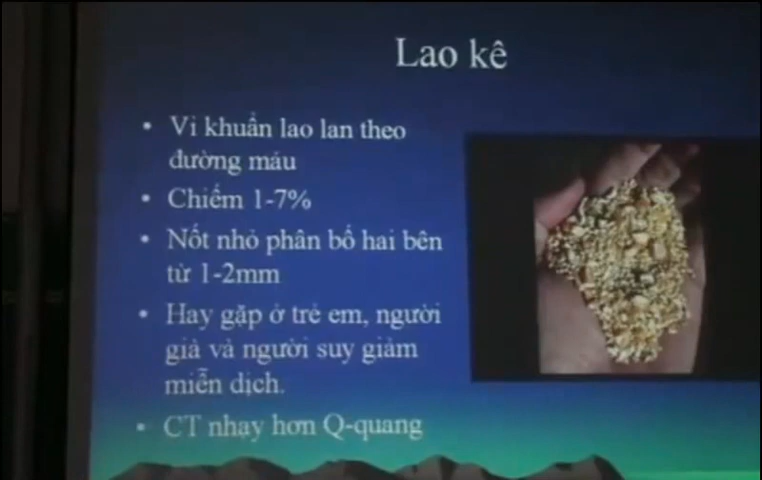 Lao kê
• Vi khuẩn lao lan theo
đường máu
• Chiếm 1-7%
• Nốt nhỏ phân bố hai bên
từ 1-2mm
• Hay gặp ở trẻ em, người
già và người suy giảm
miễn dịch.
• CT nhạy hơn Q-quang